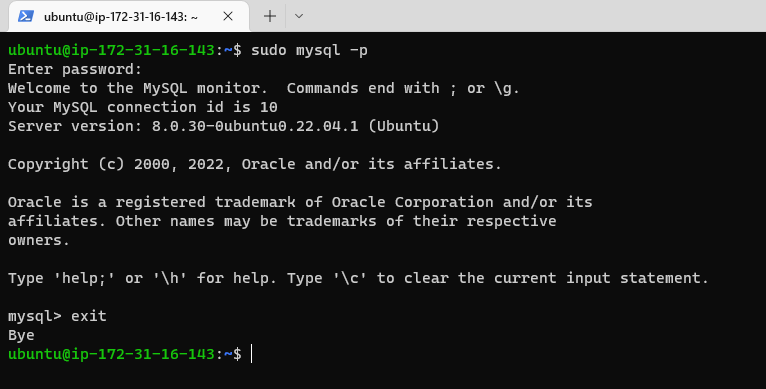 ubuntu@ip-172-31-16-143: ~
ubuntu@ip-172-31-16-143:~$ sudo mysql -p
Enter password:
Welcome to the MySQL monitor.  Commands end with ; or \g.
Your MySQL connection id is 10
Server version: 8.0.30-0ubuntu0.22.04.1 (Ubuntu)
Copyright (c) 2000, 2022, Oracle and/or its affiliates.
Oracle is a registered trademark of Oracle Corporation and/or its
affiliates. Other names may be trademarks of their respective
owners.
Type 'help;' or '\h' for help. Type '\c' to clear the current input statement.
mysql> exit
Bye
ubuntu@ip-172-31-16-143:~$